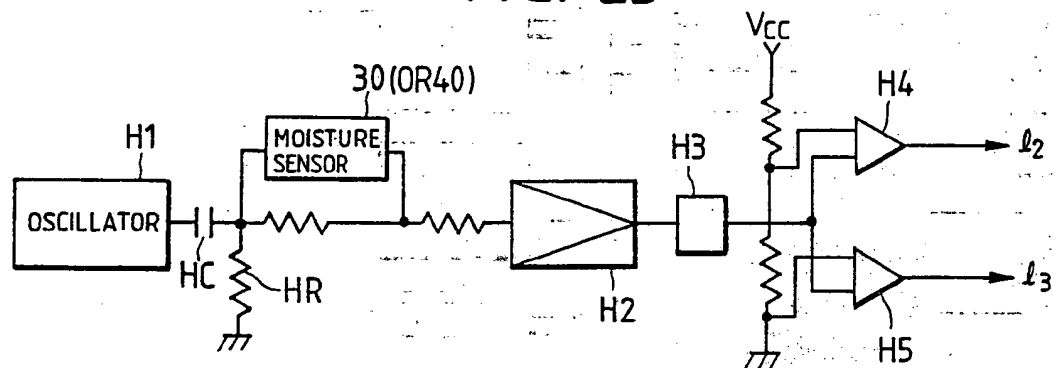 VCC
30(OR40)
H4
H1
MOISTURE
SENSOR
H3
l2
OSCILLATOR
HC
HR
H2
l3
H5